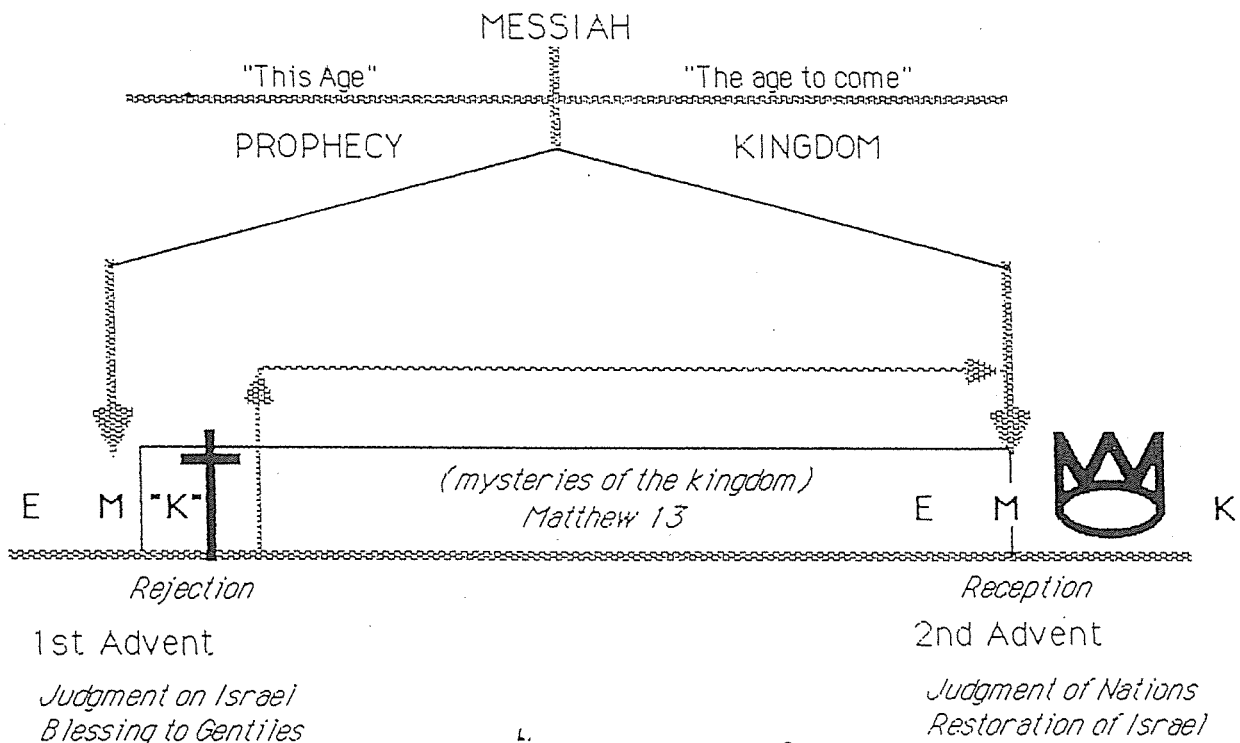 MESSIAH
"This Age" "The age to come"
PROPHECY KINGDOM
(mysteries of the kingdom)
Matthew 13
E M "K" E M K
Rejection Reception
1st Advent 2nd Advent
Judgment on Israel Judgment of Nations
Blessing to Gentiles Restoration of Israel